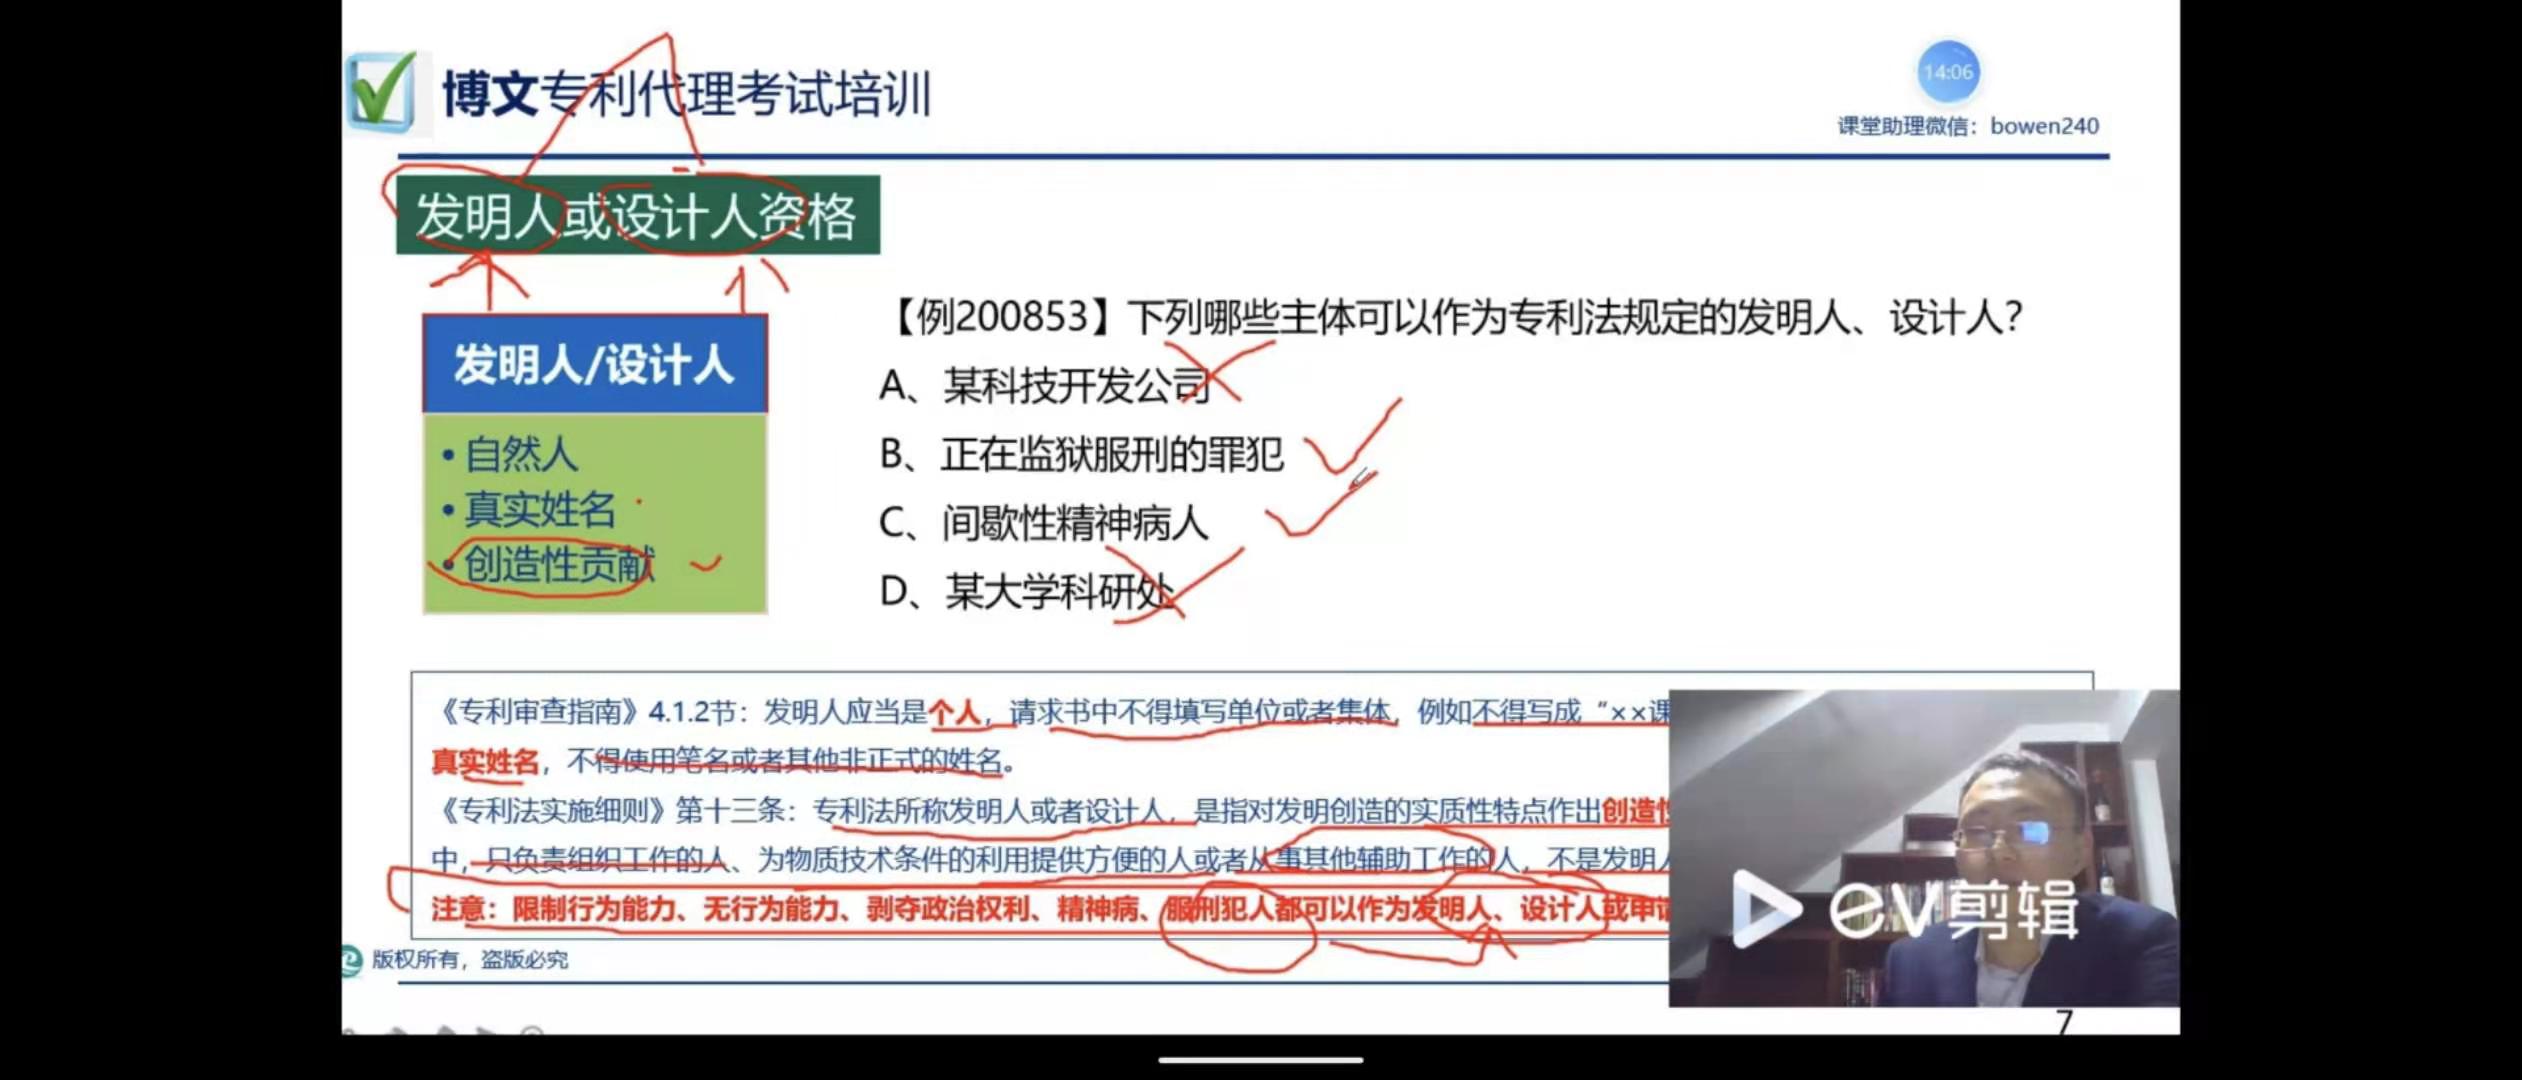 博文专利代理考试培训
14:06
课堂助理微信：bowen240
发明人或设计人资格
发明人/设计人
• 自然人
• 真实姓名
• 创造性贡献
【例200853】下列哪些主体可以作为专利法规定的发明人、设计人？
A、某科技开发公司
B、正在监狱服刑的罪犯
C、间歇性精神病人
D、某大学科研处
《专利审查指南》4.1.2节：发明人应当是个人，请求书中不得填写单位或者集体，例如不得写成“××课
真实姓名，不得使用笔名或者其他非正式的姓名。
《专利法实施细则》第十三条：专利法所称发明人或者设计人，是指对发明创造的实质性特点作出创造性
中，只负责组织工作的人、为物质技术条件的利用提供方便的人或者从事其他辅助工作的人，不是发明人
注意：限制行为能力、无行为能力、剥夺政治权利、精神病、服刑犯人都可以作为发明人、设计人或申请
ev剪辑
版权所有，盗版必究
7